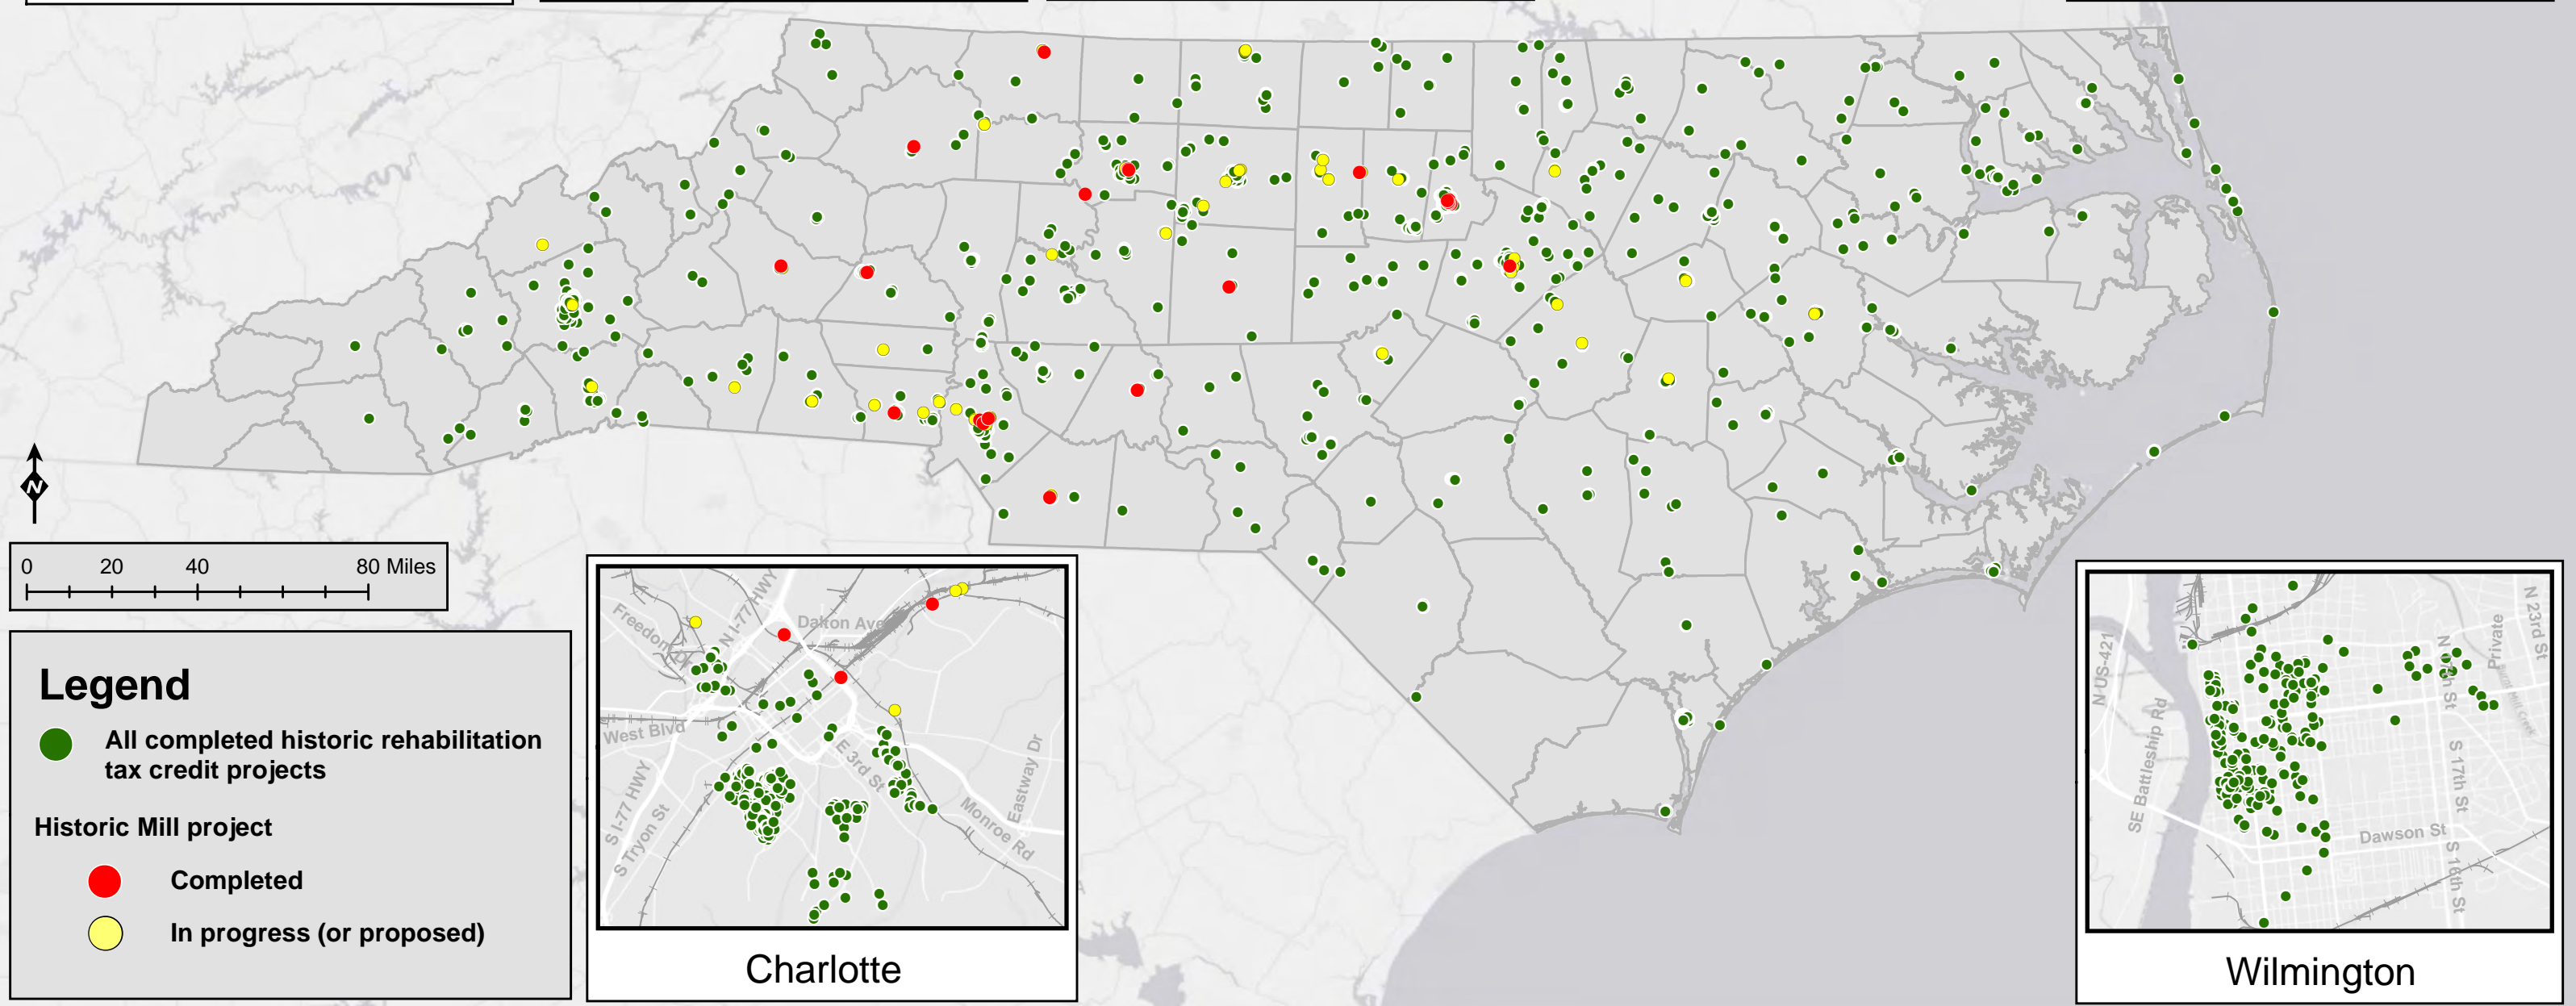 N
0 20 40 80 Miles
Legend
All completed historic rehabilitation
tax credit projects
Historic Mill project
Completed
In progress (or proposed)
Freedom Dr
N I-77 HWY
Dalton Ave
West Blvd
E 3rd St
S I-77 HWY
S Tryon St
Monroe Rd
Eastway Dr
Charlotte
N US-421
SE Battleship Rd
N 17th St
Private
N 23rd St
S 17th St
Dawson St
S 16th St
Wilmington